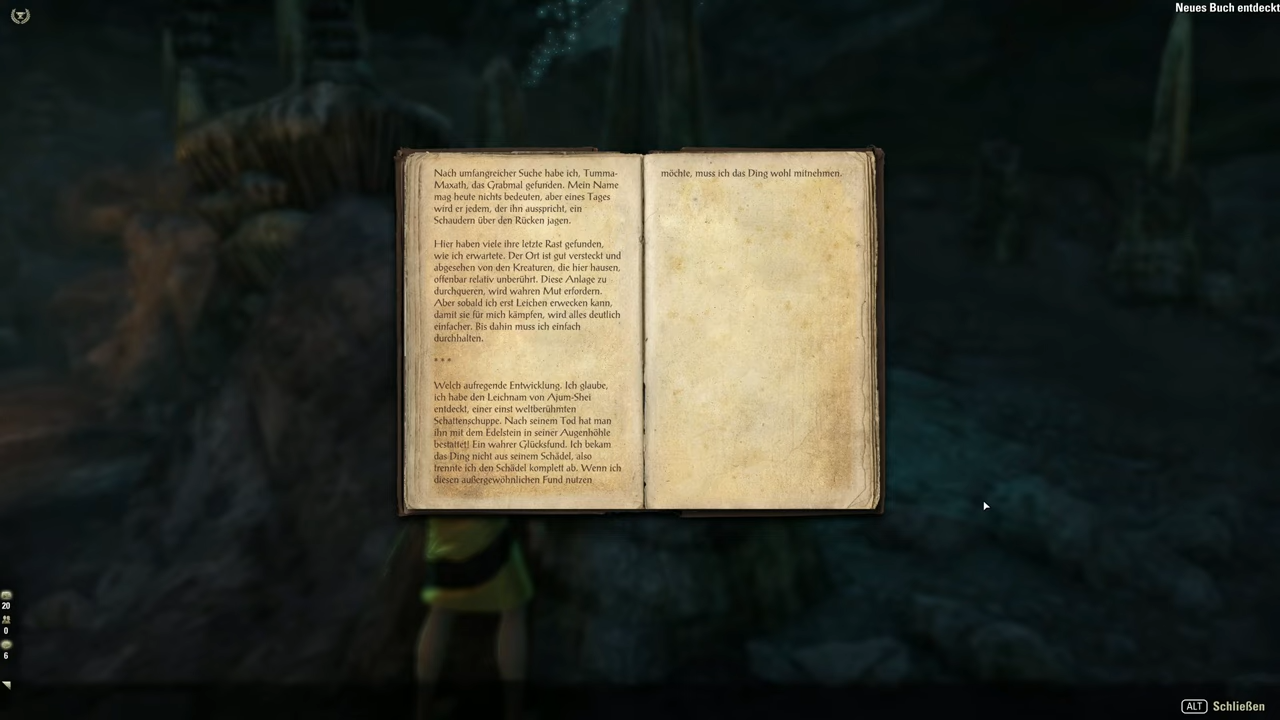 Neues Buch entdeckt
Nach umfangreicher Suche habe ich, Tumma-
Maxath, das Grabmal gefunden. Mein Name
mag heute nichts bedeuten, aber eines Tages
wird er jedem, der ihn ausspricht, ein
Schaudern über den Rücken jagen.
Hier haben viele ihre letzte Rast gefunden,
wie ich erwartete. Der Ort ist gut versteckt und
abgesehen von den Kreaturen, die hier hausen,
offenbar relativ unberührt. Diese Anlage zu
durchqueren, wird wahren Mut erfordern.
Aber sobald ich erst Leichen erwecken kann,
damit sie für mich kämpfen, wird alles deutlich
einfacher. Bis dahin muss ich einfach
durchhalten.
* * *
Welch aufregende Entwicklung. Ich glaube,
ich habe den Leichnam von Ajum-Shei
entdeckt, einer einst weltberühmten
Schattenschuppe. Nach seinem Tod hat man
ihn mit dem Edelstein in seiner Augenhöhle
bestattet! Ein wahrer Glücksfund. Ich bekam
das Ding nicht aus seinem Schädel, also
trennte ich den Schädel komplett ab. Wenn ich
diesen außergewöhnlichen Fund nutzen
möchte, muss ich das Ding wohl mitnehmen.
20
0
6
ALT Schließen